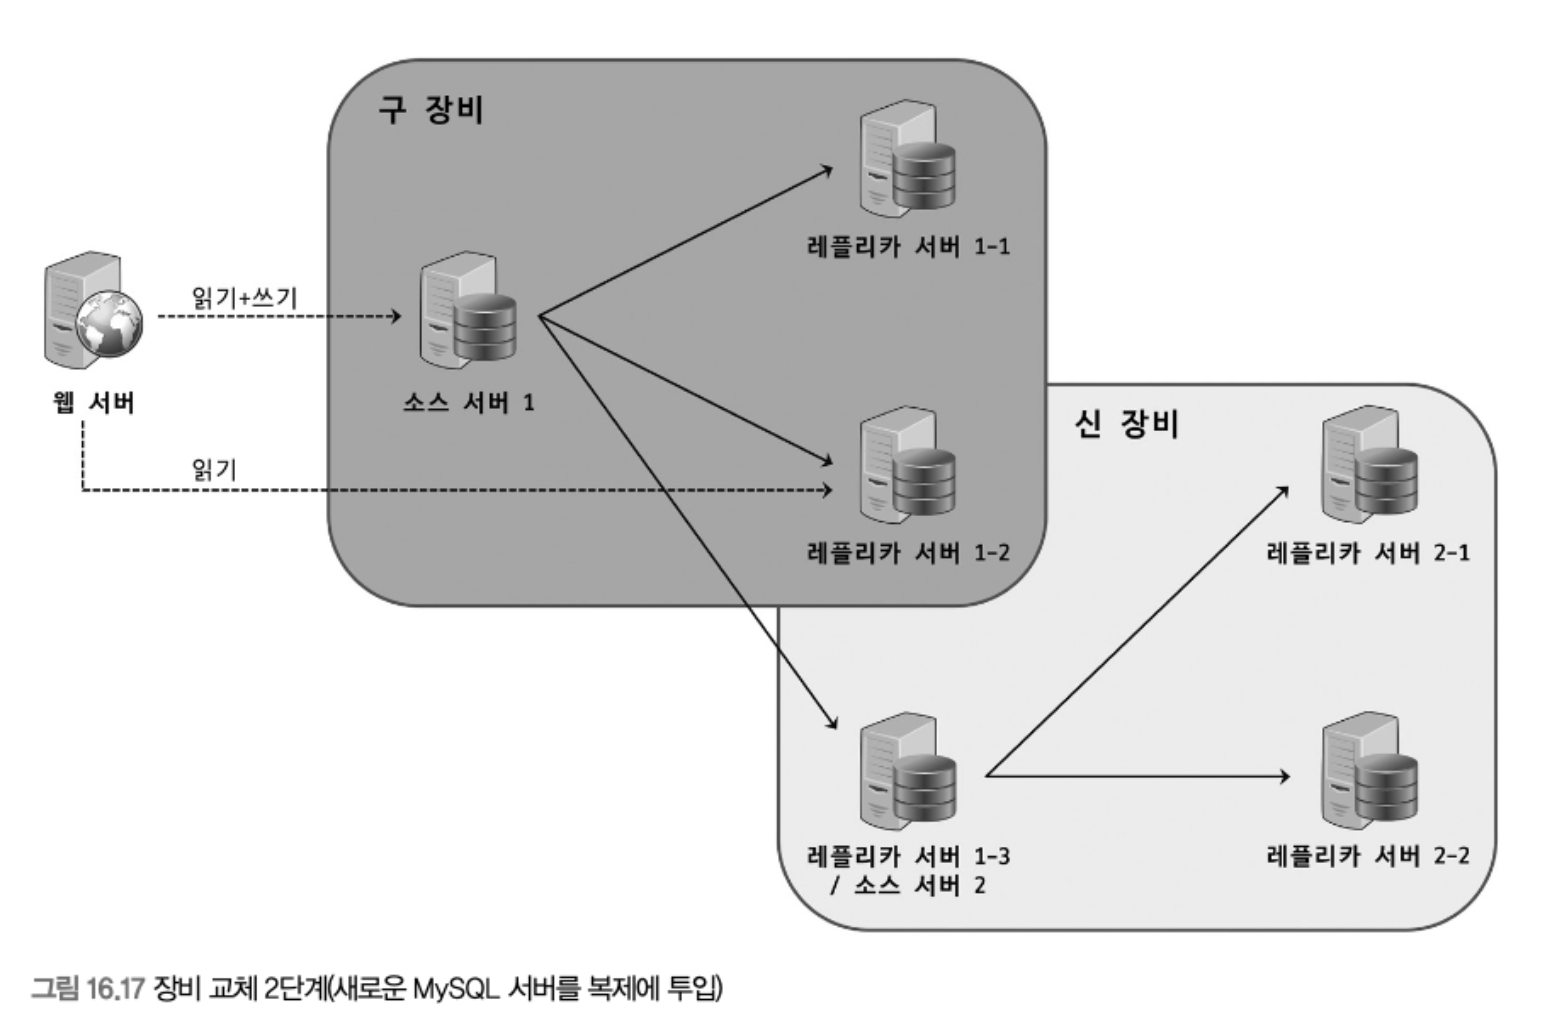 구 장비
레플리카 서버 1-1
읽기+쓰기
웹 서버
소스 서버 1
신 장비
읽기
레플리카 서버 1-2
레플리카 서버 2-1
레플리카 서버 1-3
/ 소스 서버 2
레플리카 서버 2-2
그림 16.17 장비 교체 2단계(새로운 MySQL 서버를 복제에 투입)